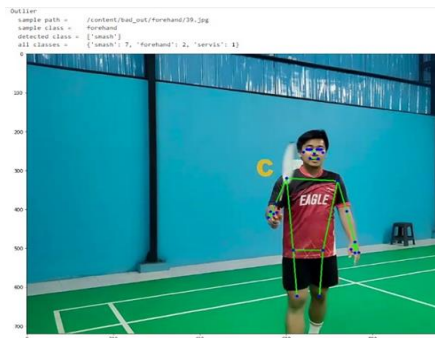 Outlier
sample path = /content/bad_out/forehand/39.jpg
sample class = forehand
detected class = ['smash']
all classes = {'smash': 7, 'forehand': 2, 'servis': 1}
0
100
200
300
400
500
600
700
C
EAGLE